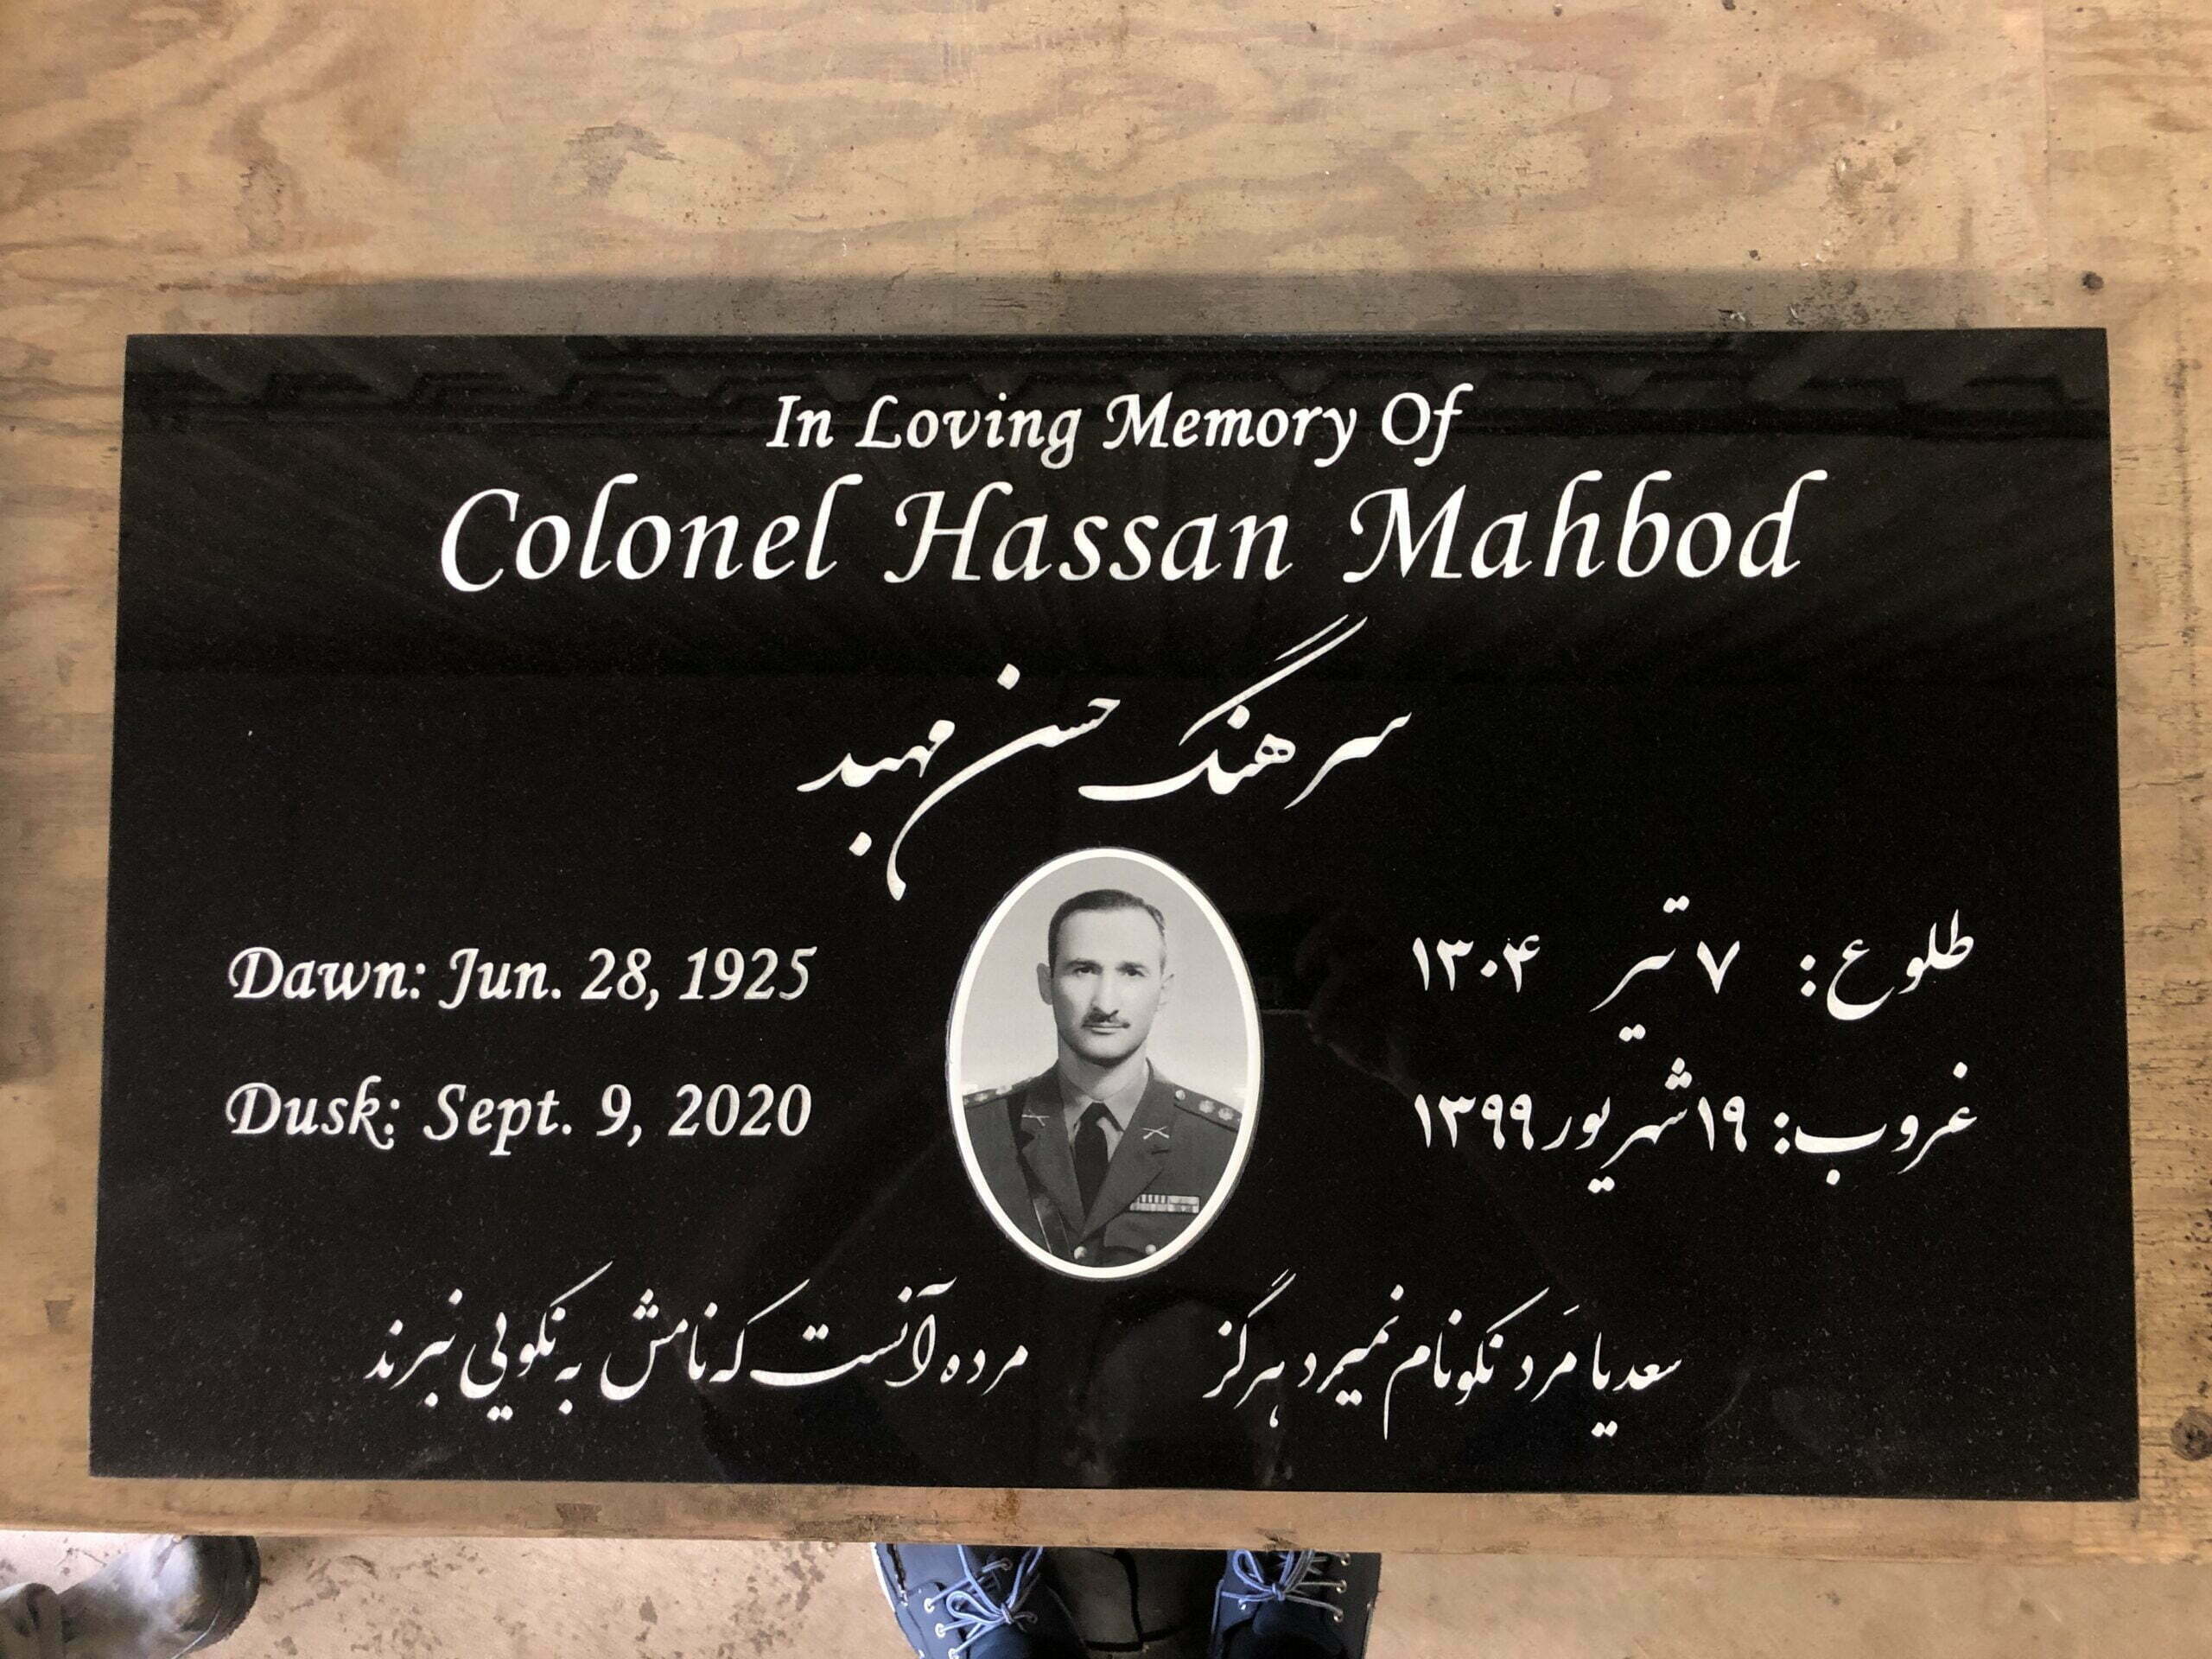 In Loving Memory Of
Colonel Hassan Mahbod
سرهنگ حسن مهبد
Dawn: Jun. 28, 1925
طلوع: ۷ تیر ۱۳۰۴
Dusk: Sept. 9, 2020
غروب: ۱۹ شهریور ۱۳۹۹
سعدیا مَرد نکونام نمیرد هرگز
مرده آنست که نامش به نکویی نبرند